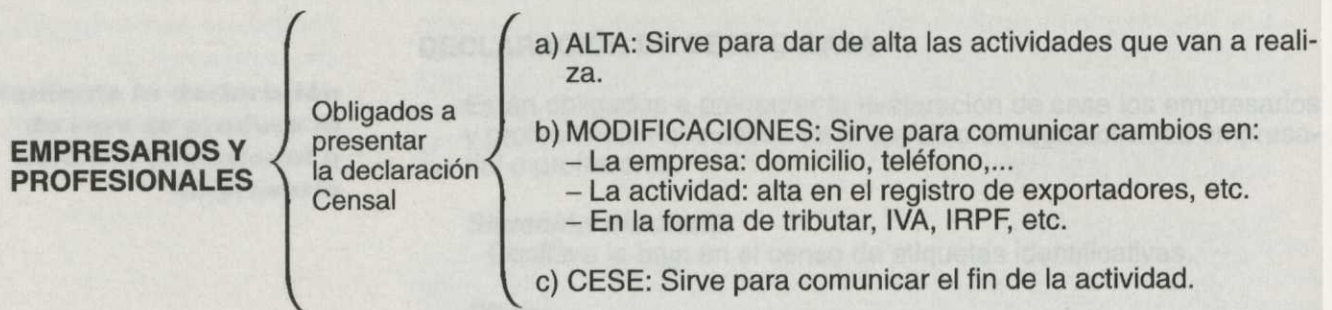 EMPRESARIOS Y
PROFESIONALES
Obligados a
presentar
la declaración
Censal
a) ALTA: Sirve para dar de alta las actividades que van a reali-
za.
b) MODIFICACIONES: Sirve para comunicar cambios en:
– La empresa: domicilio, teléfono,...
– La actividad: alta en el registro de exportadores, etc.
– En la forma de tributar, IVA, IRPF, etc.
c) CESE: Sirve para comunicar el fin de la actividad.